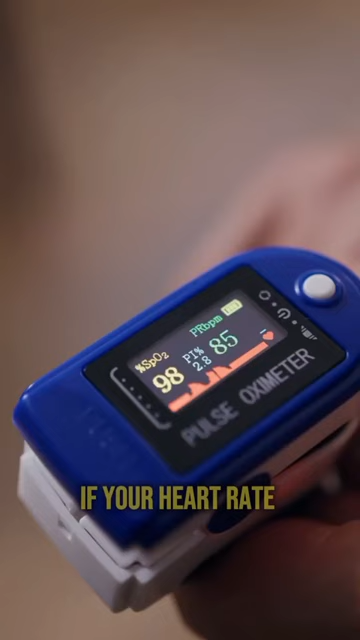 %SpO2
PRbpm
98
PI%
2.8
85
PULSE OXIMETER
IF YOUR HEART RATE